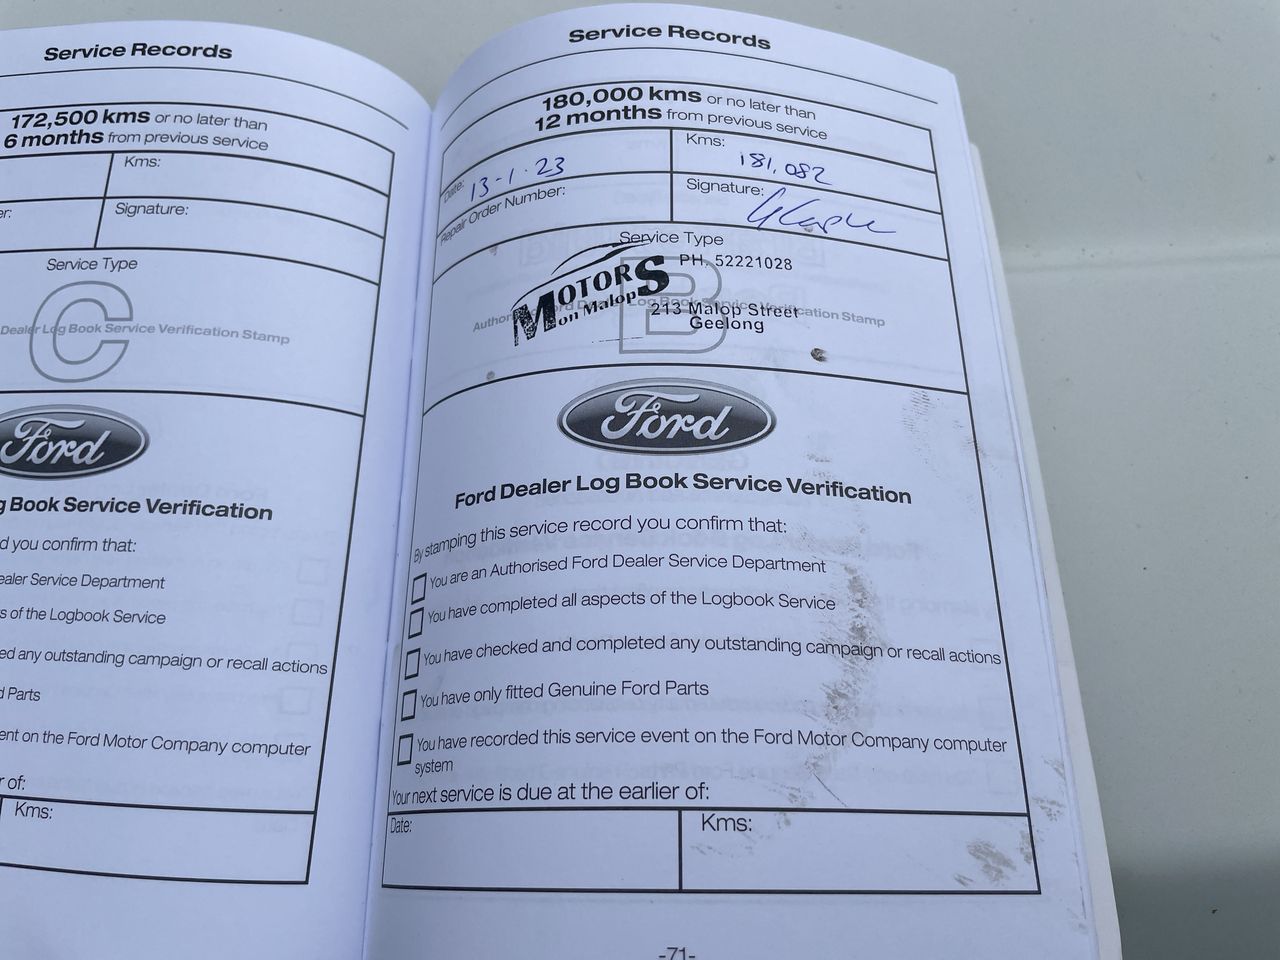 Service Records
172,500 kms or no later than
6 months from previous service
Kms:
er:
Signature:
Service Type
C
Dealer Log Book Service Verification Stamp
Ford
g Book Service Verification
d you confirm that:
ealer Service Department
s of the Logbook Service
ed any outstanding campaign or recall actions
d Parts
ent on the Ford Motor Company computer
r of:
Kms:
Service Records
180,000 kms or no later than
12 months from previous service
Date: 13-1-23
Kms: 181,082
Repair Order Number:
Signature:
Service Type
MOTORS
on Malop
PH, 52221028
B
213 Malop Street
Geelong
Log Book Service Verification Stamp
Ford
Ford Dealer Log Book Service Verification
By stamping this service record you confirm that:
You are an Authorised Ford Dealer Service Department
You have completed all aspects of the Logbook Service
You have checked and completed any outstanding campaign or recall actions
You have only fitted Genuine Ford Parts
You have recorded this service event on the Ford Motor Company computer
system
Your next service is due at the earlier of:
Date:
Kms:
-71-